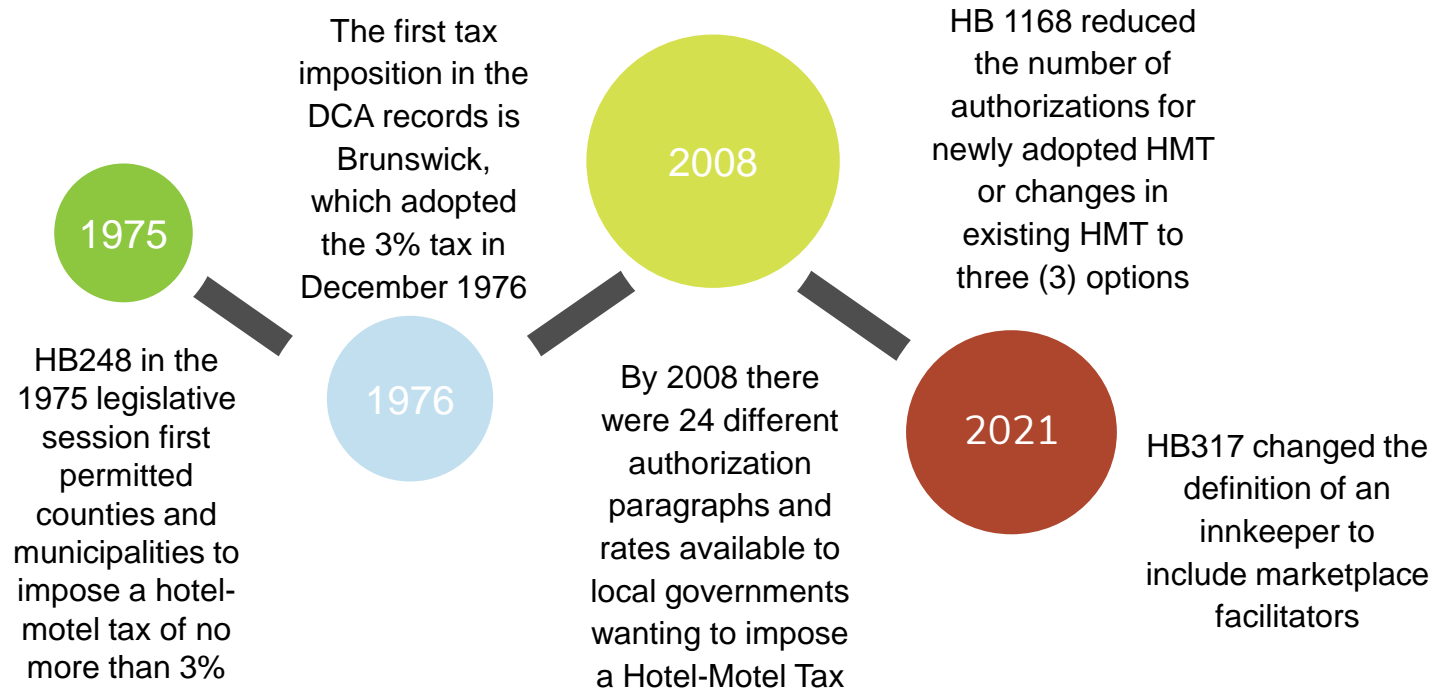 1975
HB248 in the
1975 legislative
session first
permitted
counties and
municipalities to
impose a hotel-
motel tax of no
more than 3%
The first tax
imposition in the
DCA records is
Brunswick,
which adopted
the 3% tax in
December 1976
1976
2008
By 2008 there
were 24 different
authorization
paragraphs and
rates available to
local governments
wanting to impose
a Hotel-Motel Tax
HB 1168 reduced
the number of
authorizations for
newly adopted HMT
or changes in
existing HMT to
three (3) options
2021
HB317 changed the
definition of an
innkeeper to
include marketplace
facilitators